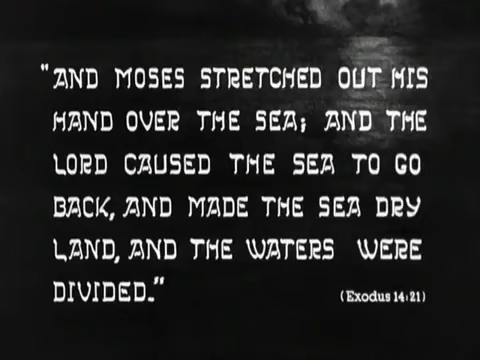 "AND MOSES STRETCHED OUT HIS
HAND OVER THE SEA; AND THE
LORD CAUSED THE SEA TO GO
BACK, AND MADE THE SEA DRY
LAND, AND THE WATERS WERE
DIVIDED."
(Exodus 14:21)